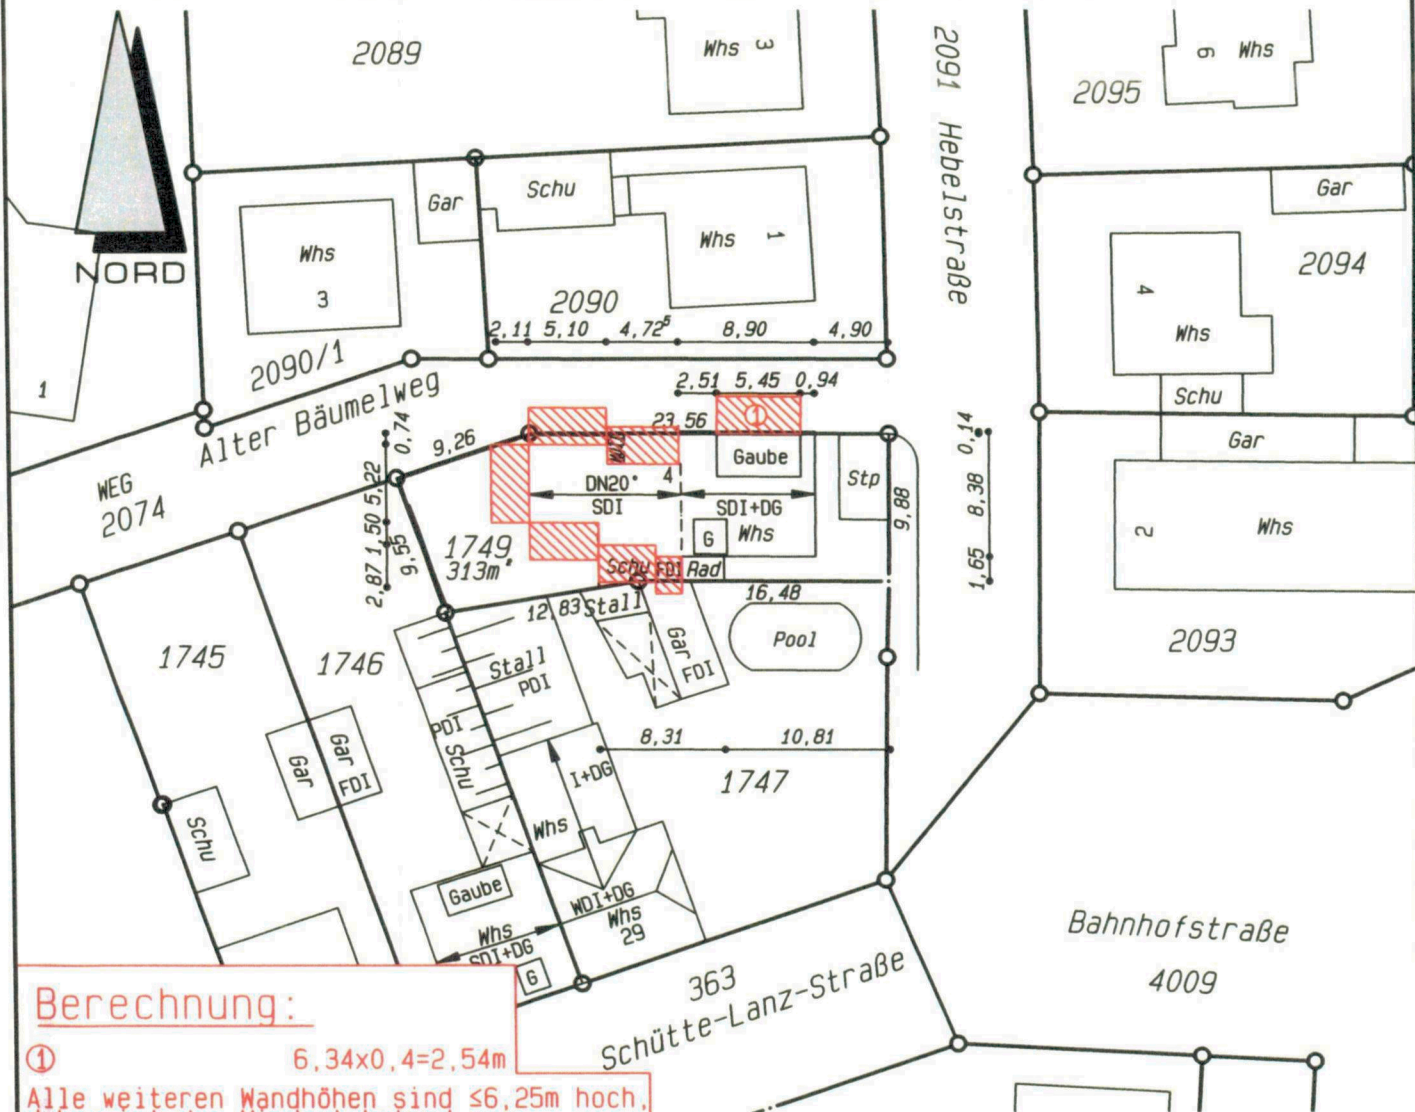 2089
Whs 3
2091 Hebelstraße
6 Whs
2095
Gar
Schu
Gar
Whs
3
Whs 1
2094
4
Whs
NORD
2090
2,11 5,10 4,72⁵ 8,90 4,90
2090/1
1
Alter Bäumelweg
2,51 5,45 0,94
Schu
0,74
9,26
23,56
①
0,14
Gar
WEG
2074
Gaube
Stp
4
DN20°
SDI
SDI+DG
5,22
1,50
2,87
9,55
9,88
8,38
1,65
2
Whs
1749
313m²
G
Whs
Schu FDI Rad
16,48
12,83
Stall
Pool
2093
1745
1746
Stall
PDI
Gar
FDI
PDI
Schu
8,31 10,81
Gar
Gar
FDI
I+DG
1747
Schu
Whs
Gaube
WDI+DG
Whs
29
Whs
SDI+DG
G
Bahnhofstraße
4009
363
Schütte-Lanz-Straße
Berechnung:
① 6,34x0,4=2,54m
Alle weiteren Wandhöhen sind ≤6,25m hoch,